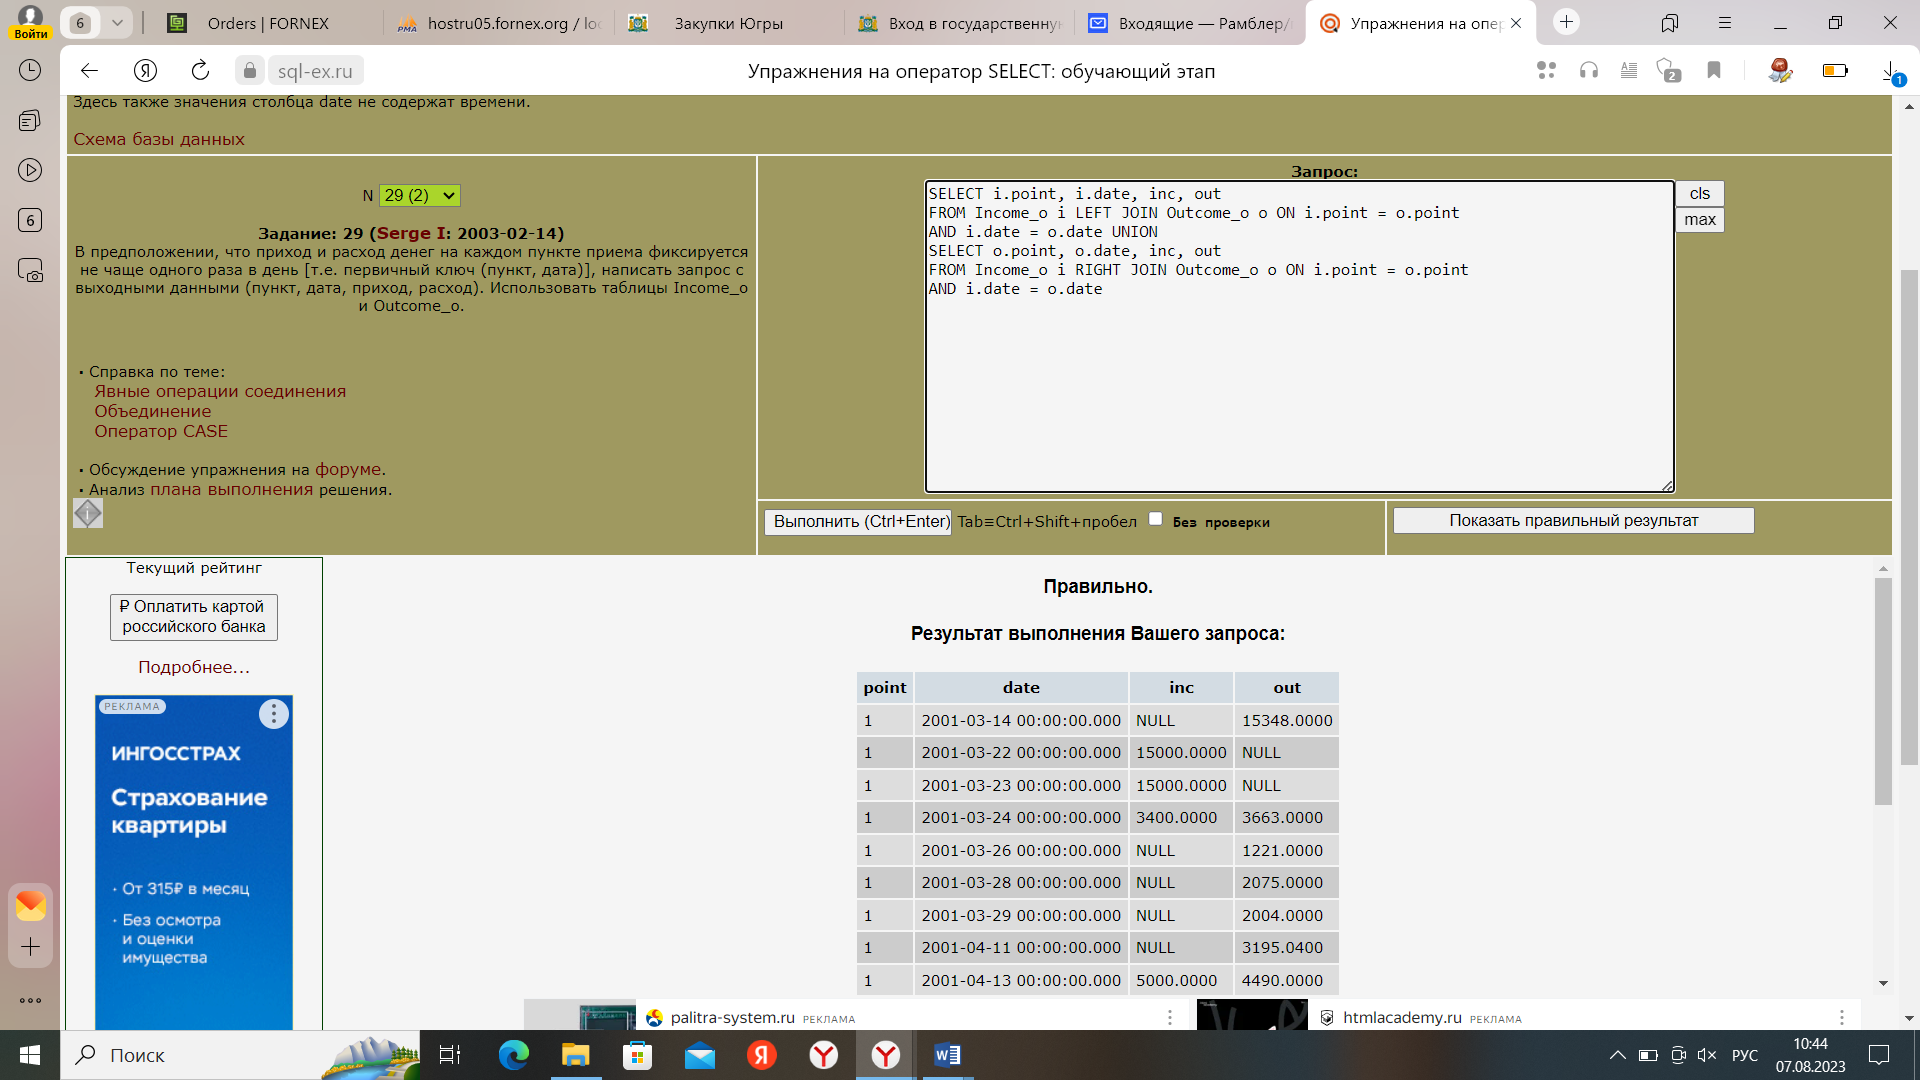 Войти
6
Orders | FORNEX
PMA
hostru05.fornex.org / loc
Закупки Югры
Вход в государственную
Входящие — Рамблер/
Упражнения на опе
sql-ex.ru
Упражнения на оператор SELECT: обучающий этап
2
1
6
Здесь также значения столбца date не содержат времени.
Схема базы данных
N 29 (2)
Задание: 29 (Serge I: 2003-02-14)
В предположении, что приход и расход денег на каждом пункте приема фиксируется
не чаще одного раза в день [т.е. первичный ключ (пункт, дата)], написать запрос с
выходными данными (пункт, дата, приход, расход). Использовать таблицы Income_o
и Outcome_o.
• Справка по теме:
Явные операции соединения
Объединение
Оператор CASE
• Обсуждение упражнения на форуме.
• Анализ плана выполнения решения.
Запрос:
SELECT i.point, i.date, inc, out
FROM Income_o i LEFT JOIN Outcome_o o ON i.point = o.point
AND i.date = o.date UNION
SELECT o.point, o.date, inc, out
FROM Income_o i RIGHT JOIN Outcome_o o ON i.point = o.point
AND i.date = o.date
cls
max
Выполнить (Ctrl+Enter) Tab≡Ctrl+Shift+пробел Без проверки
Показать правильный результат
Текущий рейтинг
₽ Оплатить картой
российского банка
Подробнее...
РЕКЛАМА
ИНГОССТРАХ
Страхование
квартиры
· От 315₽ в месяц
· Без осмотра
и оценки
имущества
Правильно.
Результат выполнения Вашего запроса:
point date inc out
1 2001-03-14 00:00:00.000 NULL 15348.0000
1 2001-03-22 00:00:00.000 15000.0000 NULL
1 2001-03-23 00:00:00.000 15000.0000 NULL
1 2001-03-24 00:00:00.000 3400.0000 3663.0000
1 2001-03-26 00:00:00.000 NULL 1221.0000
1 2001-03-28 00:00:00.000 NULL 2075.0000
1 2001-03-29 00:00:00.000 NULL 2004.0000
1 2001-04-11 00:00:00.000 NULL 3195.0400
1 2001-04-13 00:00:00.000 5000.0000 4490.0000
palitra-system.ru РЕКЛАМА
htmlacademy.ru РЕКЛАМА
Поиск
РУС
10:44
07.08.2023